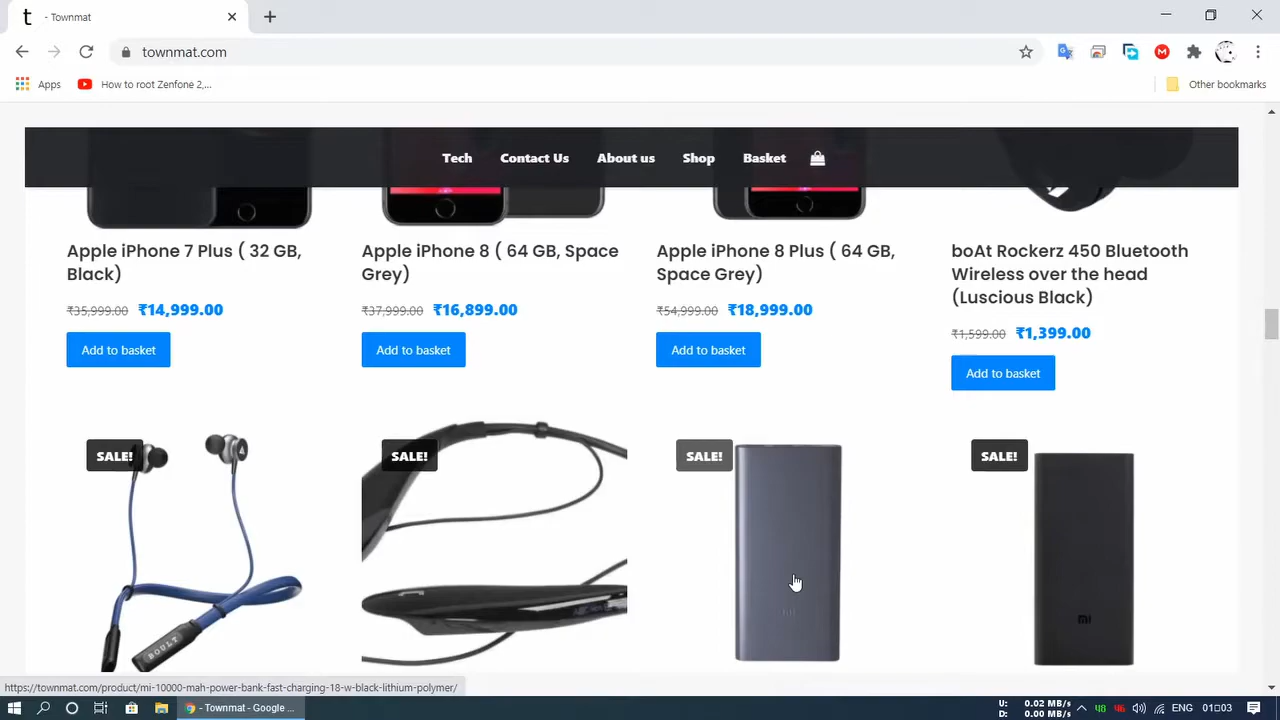 t - Townmat
townmat.com
Apps How to root Zenfone 2,... Other bookmarks
Tech Contact Us About us Shop Basket
Apple iPhone 7 Plus ( 32 GB,
Black)
₹35,999.00 ₹14,999.00
Add to basket
Apple iPhone 8 ( 64 GB, Space
Grey)
₹37,999.00 ₹16,899.00
Add to basket
Apple iPhone 8 Plus ( 64 GB,
Space Grey)
₹54,999.00 ₹18,999.00
Add to basket
boAt Rockerz 450 Bluetooth
Wireless over the head
(Luscious Black)
₹1,599.00 ₹1,399.00
Add to basket
SALE! SALE! SALE! SALE!
BOULT
mi
mi
https://townmat.com/product/mi-10000-mah-power-bank-fast-charging-18-w-black-lithium-polymer/
- Townmat - Google ...
U: 0.02 MB/s
D: 0.00 MB/s
ENG 01:03